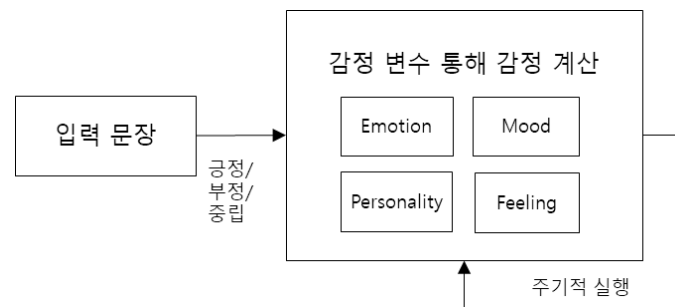 감정 변수 통해 감정 계산
입력 문장
Emotion
Mood
긍정/
부정/
중립
Personality
Feeling
주기적 실행